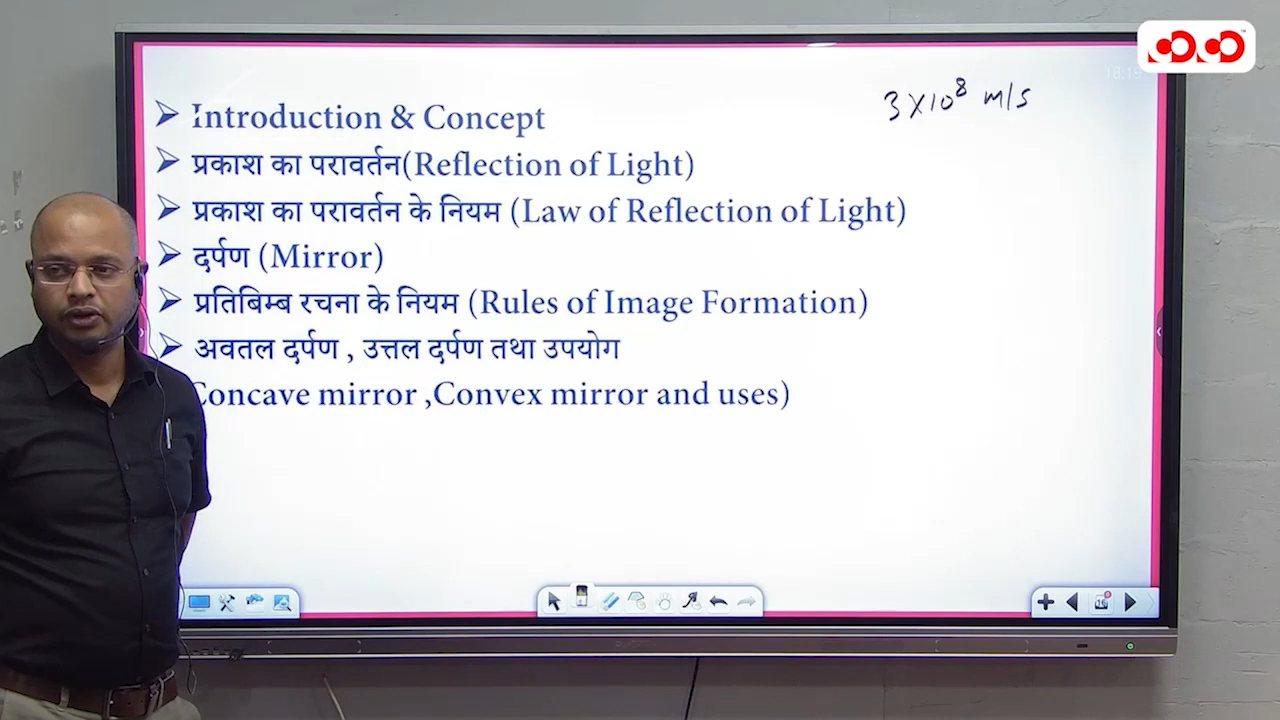 18:19
3×10⁸ m/s
➢ Introduction & Concept
➢ प्रकाश का परावर्तन(Reflection of Light)
➢ प्रकाश का परावर्तन के नियम (Law of Reflection of Light)
➢ दर्पण (Mirror)
➢ प्रतिबिम्ब रचना के नियम (Rules of Image Formation)
➢ अवतल दर्पण , उत्तल दर्पण तथा उपयोग
Concave mirror ,Convex mirror and uses)